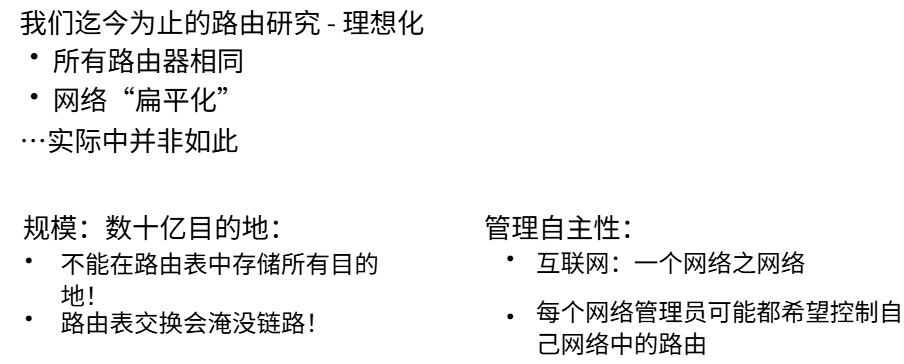 我们迄今为止的路由研究 - 理想化
• 所有路由器相同
• 网络“扁平化”
…实际中并非如此
规模：数十亿目的地：
• 不能在路由表中存储所有目的
地！
• 路由表交换会淹没链路！
管理自主性：
• 互联网：一个网络之网络
• 每个网络管理员可能都希望控制自
己网络中的路由